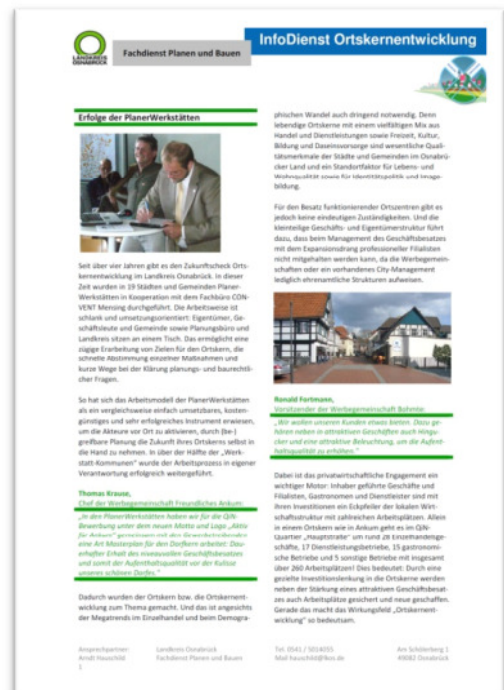 LANDKREIS
OSNABRÜCK
Fachdienst Planen und Bauen
InfoDienst Ortskernentwicklung
Erfolge der PlanerWerkstätten
Seit über vier Jahren gibt es den Zukunftscheck Orts-
kernentwicklung im Landkreis Osnabrück. In dieser
Zeit wurden in 19 Städten und Gemeinden Planer-
Werkstätten in Kooperation mit dem Fachbüro CON-
VENT Mensing durchgeführt. Die Arbeitsweise ist
schlank und umsetzungsorientiert: Eigentümer, Ge-
schäftsleute und Gemeinde sowie Planungsbüro und
Landkreis sitzen an einem Tisch. Das ermöglicht eine
zügige Erarbeitung von Zielen für den Ortskern, die
schnelle Abstimmung einzelner Maßnahmen und
kurze Wege bei der Klärung planungs- und baurechtli-
cher Fragen.
So hat sich das Arbeitsmodell der PlanerWerkstätten
als ein vergleichsweise einfach umsetzbares, kosten-
günstiges und sehr erfolgreiches Instrument erwiesen,
um die Akteure vor Ort zu aktivieren, durch (be-)
greifbare Planung die Zukunft ihres Ortskerns selbst in
die Hand zu nehmen. In über der Hälfte der „Werk-
statt-Kommunen" wurde der Arbeitsprozess in eigener
Verantwortung erfolgreich weitergeführt.
Thomas Krause,
Chef der Werbegemeinschaft Freundliches Ankum:
„In den PlanerWerkstätten haben wir für die QiN-
Bewerbung unter dem neuen Motto und Logo „Aktiv
für Ankum" gemeinsam mit den Gewerbetreibenden
eine Art Masterplan für den Dorfkern arbeitet: Dau-
erhafter Erhalt des niveauvollen Geschäftsbesatzes
und somit der Aufenthaltsqualität vor der Kulisse
unseres schönen Dorfes."
Dadurch wurden der Ortskern bzw. die Ortskernent-
wicklung zum Thema gemacht. Und das ist angesichts
der Megatrends im Einzelhandel und beim Demogra-
phischen Wandel auch dringend notwendig. Denn
lebendige Ortskerne mit einem vielfältigen Mix aus
Handel und Dienstleistungen sowie Freizeit, Kultur,
Bildung und Daseinsvorsorge sind wesentliche Quali-
tätsmerkmale der Städte und Gemeinden im Osnabrü-
cker Land und ein Standortfaktor für Lebens- und
Wohnqualität sowie für Identitätspolitik und Image-
bildung.
Für den Besatz funktionierender Ortszentren gibt es
jedoch keine eindeutigen Zuständigkeiten. Und die
kleinteilige Geschäfts- und Eigentümerstruktur führt
dazu, dass beim Management des Geschäftsbesatzes
mit dem Expansionsdrang professioneller Filialisten
nicht mitgehalten werden kann, da die Werbegemein-
schaften oder ein vorhandenes City-Management
lediglich ehrenamtliche Strukturen aufweisen.
Ronald Fortmann,
Vorsitzender der Werbegemeinschaft Bohmte:
„Wir wollen unseren Kunden etwas bieten. Dazu ge-
hören neben in attraktiven Geschäften auch Hingu-
cker und eine attraktive Beleuchtung, um die Aufent-
haltsqualität zu erhöhen."
Dabei ist das privatwirtschaftliche Engagement ein
wichtiger Motor: Inhaber geführte Geschäfte und
Filialisten, Gastronomen und Dienstleister sind mit
ihren Investitionen ein Eckpfeiler der lokalen Wirt-
schaftsstruktur mit zahlreichen Arbeitsplätzen. Allein
in einem Ortskern wie in Ankum geht es im QiN-
Quartier „Hauptstraße" um rund 28 Einzelhandelsge-
schäfte, 17 Dienstleistungsbetriebe, 15 gastronomi-
sche Betriebe und 5 sonstige Betriebe mit insgesamt
über 260 Arbeitsplätzen! Dies bedeutet: Durch eine
gezielte Investitionslenkung in die Ortskerne werden
neben der Stärkung eines attraktiven Geschäftsbesat-
zes auch Arbeitsplätze gesichert und neue geschaffen.
Gerade das macht das Wirkungsfeld „Ortskernent-
wicklung" so bedeutsam.
Ansprechpartner: Landkreis Osnabrück Tel. 0541 / 5014055 Am Schölerberg 1
Arndt Hauschild Fachdienst Planen und Bauen Mail hauschild@lkos.de 49082 Osnabrück
1